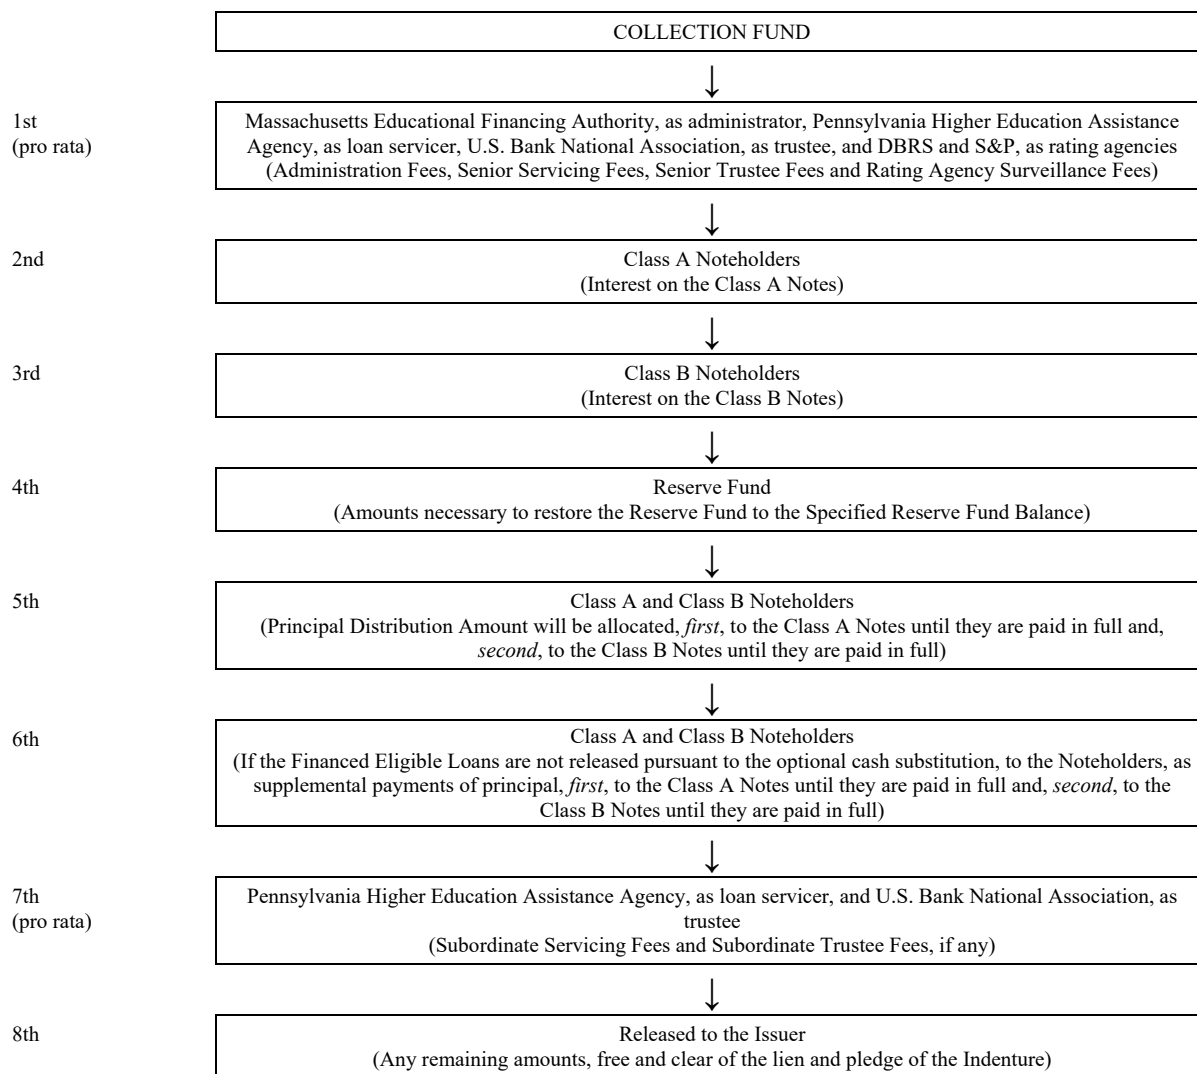 COLLECTION FUND
1st
(pro rata)
Massachusetts Educational Financing Authority, as administrator, Pennsylvania Higher Education Assistance
Agency, as loan servicer, U.S. Bank National Association, as trustee, and DBRS and S&P, as rating agencies
(Administration Fees, Senior Servicing Fees, Senior Trustee Fees and Rating Agency Surveillance Fees)
2nd
Class A Noteholders
(Interest on the Class A Notes)
3rd
Class B Noteholders
(Interest on the Class B Notes)
4th
Reserve Fund
(Amounts necessary to restore the Reserve Fund to the Specified Reserve Fund Balance)
5th
Class A and Class B Noteholders
(Principal Distribution Amount will be allocated, first, to the Class A Notes until they are paid in full and,
second, to the Class B Notes until they are paid in full)
6th
Class A and Class B Noteholders
(If the Financed Eligible Loans are not released pursuant to the optional cash substitution, to the Noteholders, as
supplemental payments of principal, first, to the Class A Notes until they are paid in full and, second, to the
Class B Notes until they are paid in full)
7th
(pro rata)
Pennsylvania Higher Education Assistance Agency, as loan servicer, and U.S. Bank National Association, as
trustee
(Subordinate Servicing Fees and Subordinate Trustee Fees, if any)
8th
Released to the Issuer
(Any remaining amounts, free and clear of the lien and pledge of the Indenture)